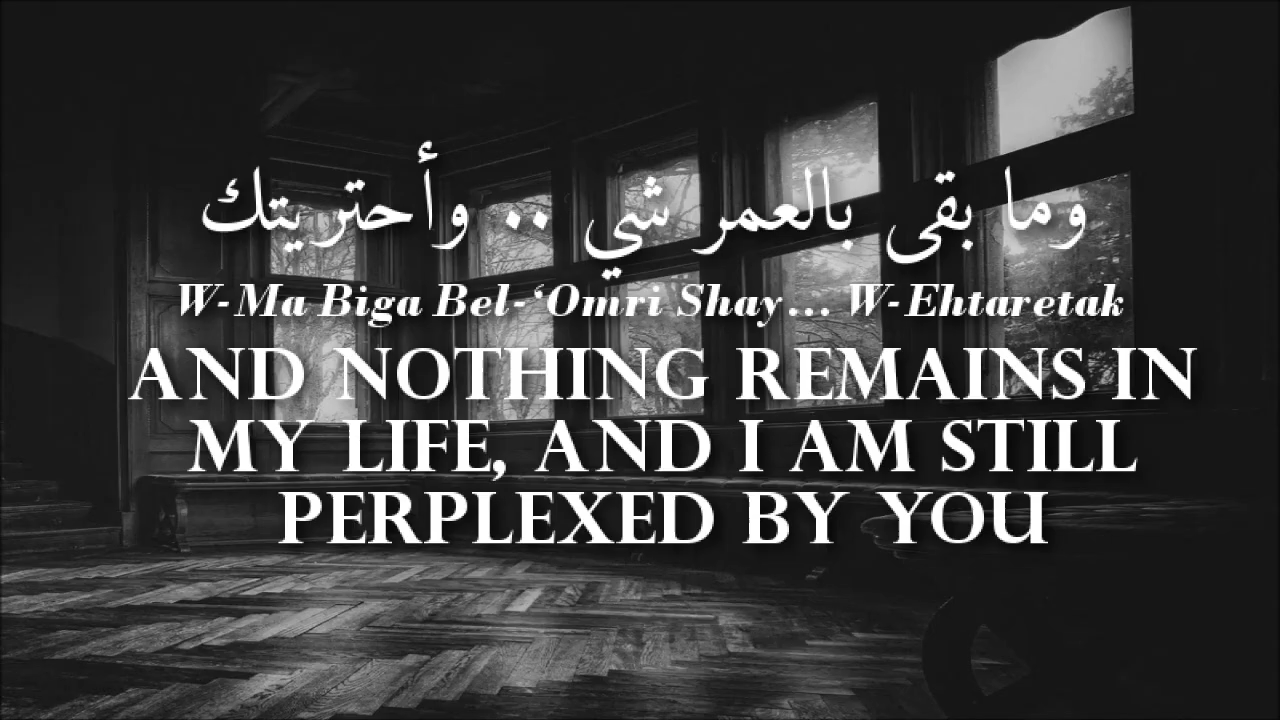 وما بقى بالعمر شي .. وأحتريتك
W-Ma Biga Bel-‘Omri Shay... W-Ehtaretak
AND NOTHING REMAINS IN
MY LIFE, AND I AM STILL
PERPLEXED BY YOU